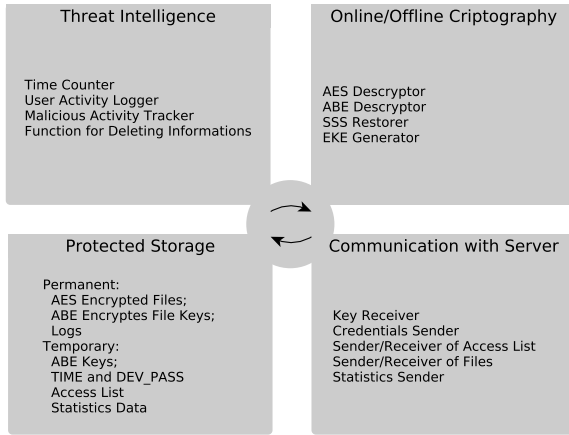 Threat Intelligence
Time Counter
User Activity Logger
Malicious Activity Tracker
Function for Deleting Informations
Online/Offline Criptography
AES Descryptor
ABE Descryptor
SSS Restorer
EKE Generator
Protected Storage
Permanent:
AES Encrypted Files;
ABE Encryptes File Keys;
Logs
Temporary:
ABE Keys;
TIME and DEV_PASS
Access List
Statistics Data
Communication with Server
Key Receiver
Credentials Sender
Sender/Receiver of Access List
Sender/Receiver of Files
Statistics Sender